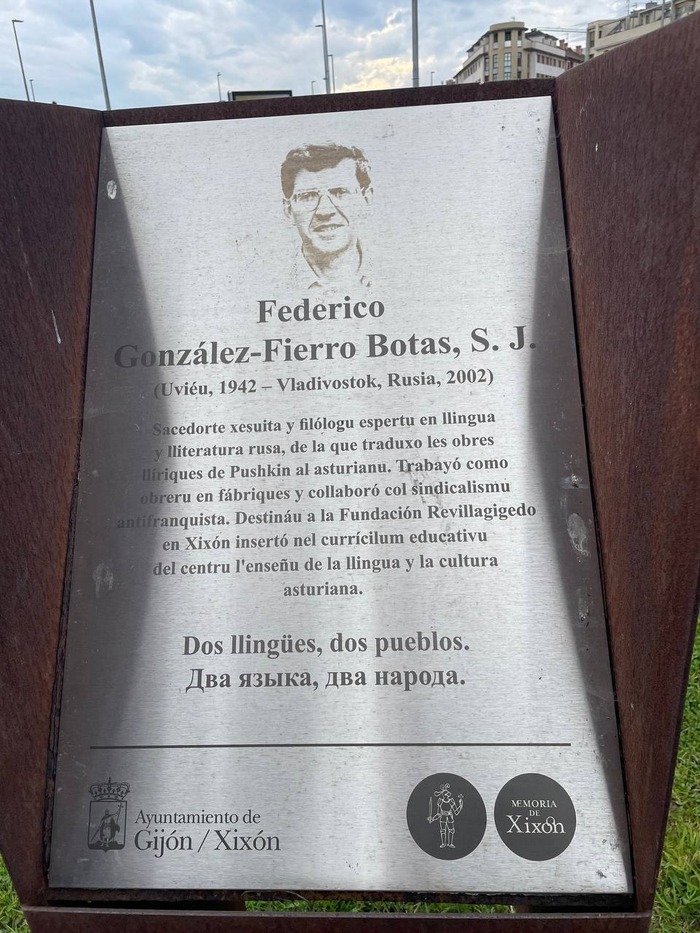 Federico
González-Fierro Botas, S. J.
(Uviéu, 1942 – Vladivostok, Rusia, 2002)
Sacedorte xesuita y filólogu espertu en llingua
y lliteratura rusa, de la que traduxo les obres
llíriques de Pushkin al asturianu. Trabayó como
obreru en fábriques y collaboró col sindicalismu
antifranquista. Destináu a la Fundación Revillagigedo
en Xixón insertó nel currícilum educativu
del centru l'enseñu de la llingua y la cultura
asturiana.
Dos llingües, dos pueblos.
Два языка, два народа.
Ayuntamiento de
Gijón / Xixón
MEMORIA
DE
Xixón